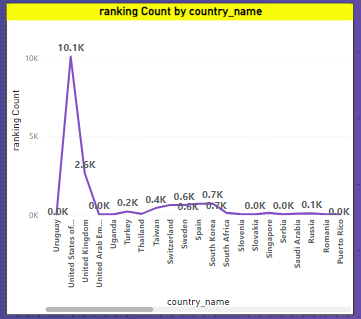 ranking Count by country_name
10K
5K
0K
ranking Count
0.0K
10.1K
2.6K
0.0K
0.2K
0.4K
0.6K
0.6K
0.7K
0.7K
0.0K
0.0K
0.1K
0.0K
Uruguay
United States of...
United Kingdom
United Arab Em...
Uganda
Turkey
Thailand
Taiwan
Switzerland
Sweden
Spain
South Korea
South Africa
Slovenia
Slovakia
Singapore
Serbia
Saudi Arabia
Russia
Romania
Puerto Rico
country_name